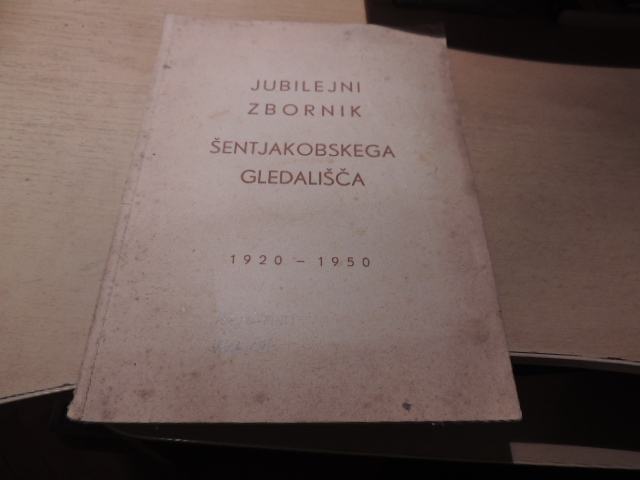 JUBILEJNI
ZBORNIK
ŠENTJAKOBSKEGA
GLEDALIŠČA
1920 – 1950